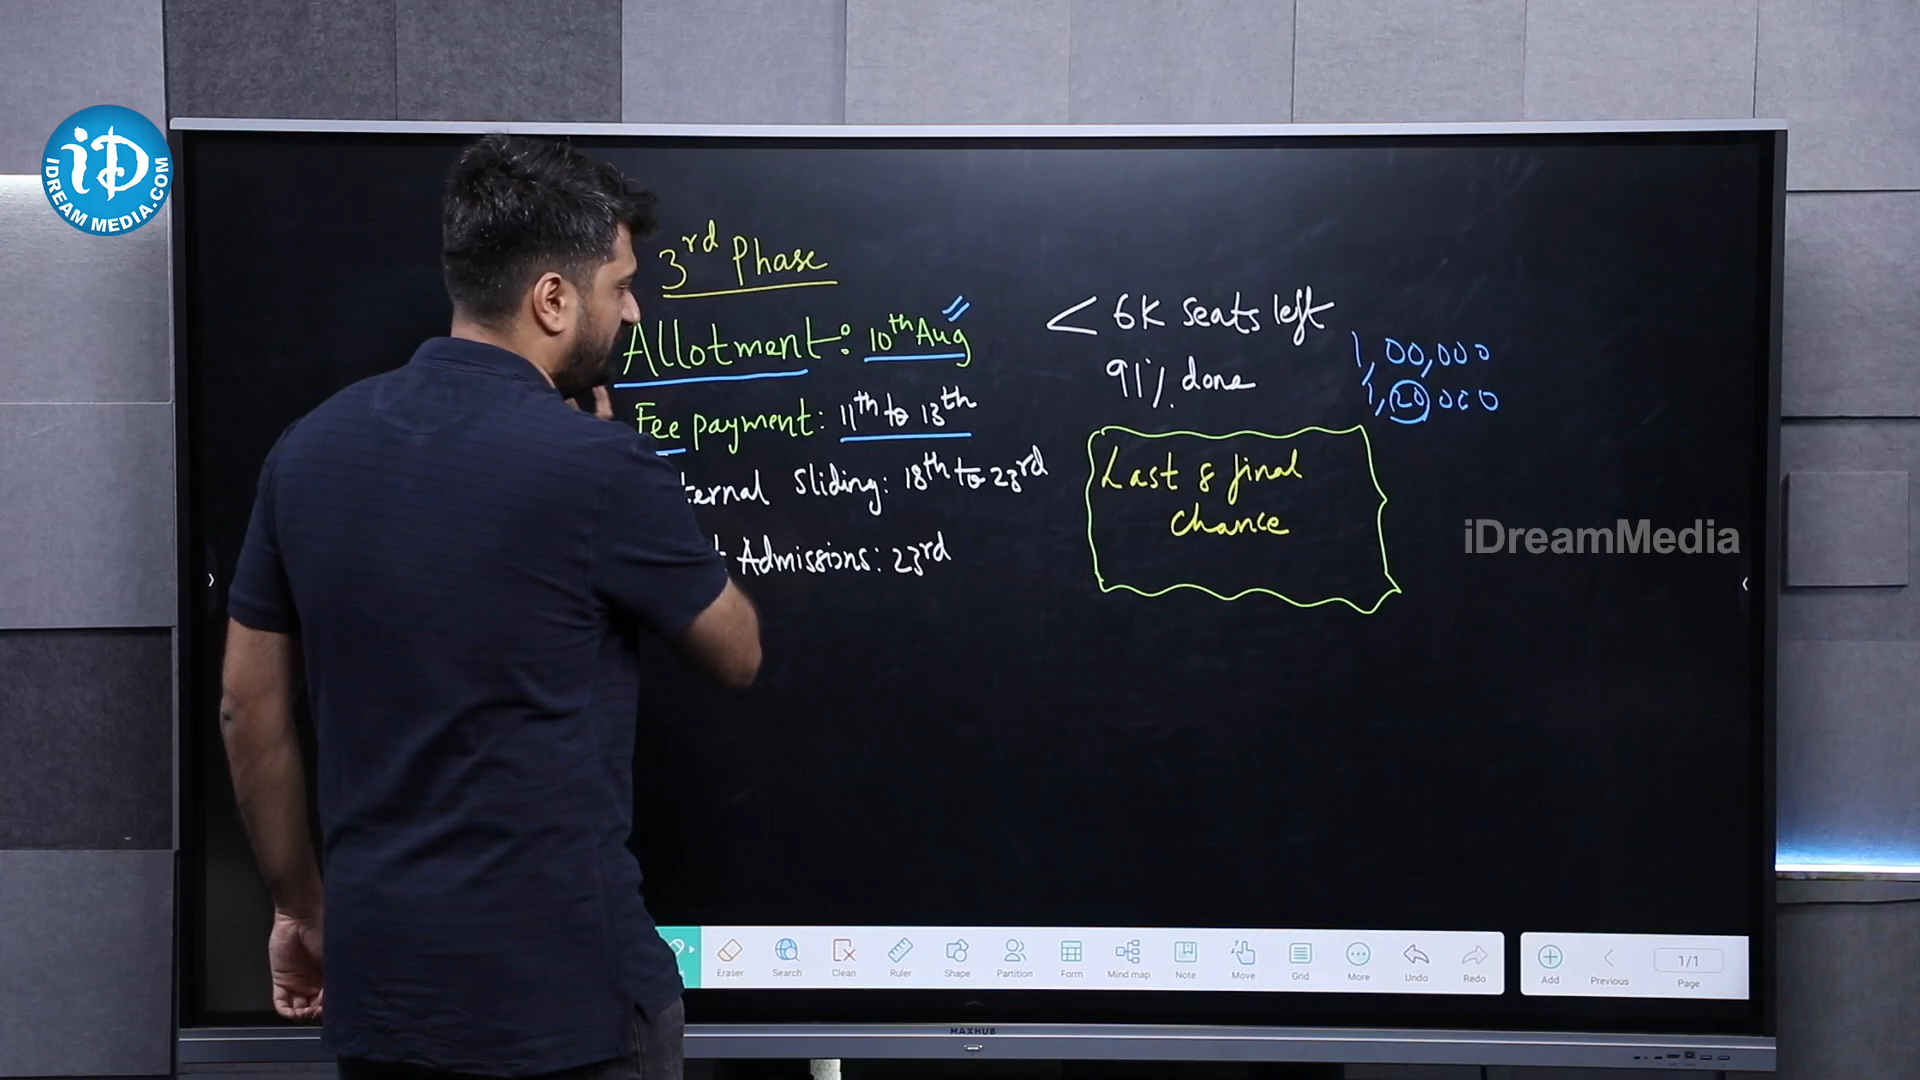 iD
IDREAM MEDIA.COM
3rd Phase
Allotment: 10th Aug
Fee payment: 11th to 13th
ternal Sliding: 18th to 23rd
t Admissions: 23rd
< 6K seats left
91% done
1,00,000
1,20,000
Last & final
chance
iDreamMedia
Eraser
Search
Clean
Ruler
Shape
Partition
Form
Mind map
Note
Move
Grid
More
Undo
Redo
Add
Previous
1/1
Page
MAXHUB